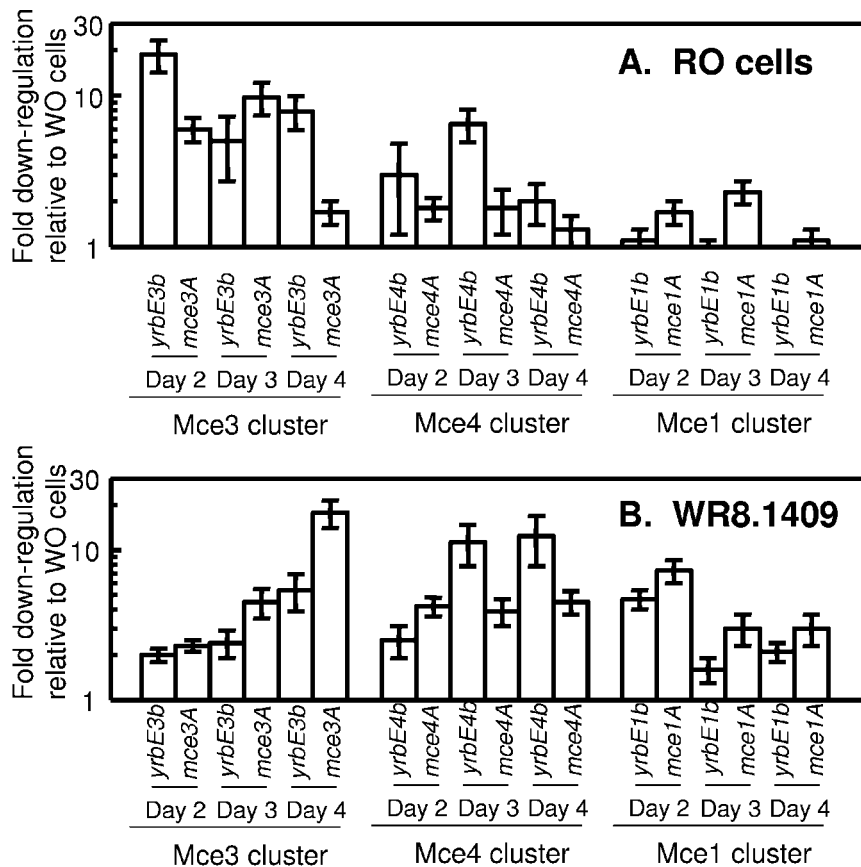 Fold down-regulation
relative to WO cells
30
10
1
A. RO cells
yrbE3b
mce3A
yrbE3b
mce3A
yrbE3b
mce3A
yrbE4b
mce4A
yrbE4b
mce4A
yrbE4b
mce4A
yrbE1b
mce1A
yrbE1b
mce1A
yrbE1b
mce1A
Day 2 Day 3 Day 4
Day 2 Day 3 Day 4
Day 2 Day 3 Day 4
Mce3 cluster
Mce4 cluster
Mce1 cluster
Fold down-regulation
relative to WO cells
30
10
1
B. WR8.1409
yrbE3b
mce3A
yrbE3b
mce3A
yrbE3b
mce3A
yrbE4b
mce4A
yrbE4b
mce4A
yrbE4b
mce4A
yrbE1b
mce1A
yrbE1b
mce1A
yrbE1b
mce1A
Day 2 Day 3 Day 4
Day 2 Day 3 Day 4
Day 2 Day 3 Day 4
Mce3 cluster
Mce4 cluster
Mce1 cluster